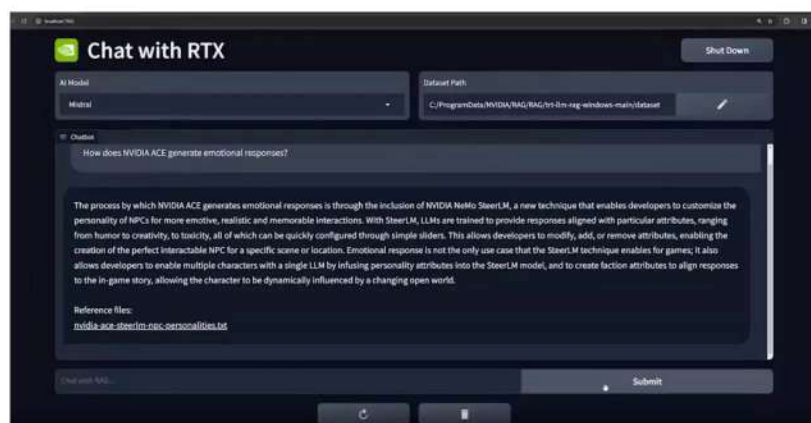 Chat with RTX
Shut Down
AI Model
Dataset Path
Mistral
C:/ProgramData/NVIDIA/RAG/RAG/trt-llm-rag-windows-main/dataset
Chatbot
How does NVIDIA ACE generate emotional responses?
The process by which NVIDIA ACE generates emotional responses is through the inclusion of NVIDIA NeMo SteerLM, a new technique that enables developers to customize the
personality of NPCs for more emotive, realistic and memorable interactions. With SteerLM, LLMs are trained to provide responses aligned with particular attributes, ranging
from humor to creativity, to toxicity, all of which can be quickly configured through simple sliders. This allows developers to modify, add, or remove attributes, enabling the
creation of the perfect interactable NPC for a specific scene or location. Emotional response is not the only use case that the SteerLM technique enables for games; it also
allows developers to enable multiple characters with a single LLM by infusing personality attributes into the SteerLM model, and to create faction attributes to align responses
to the in-game story, allowing the character to be dynamically influenced by a changing open world.
Reference files:
nvidia-ace-steerlm-npc-personalities.txt
Chat with RAG...
Submit